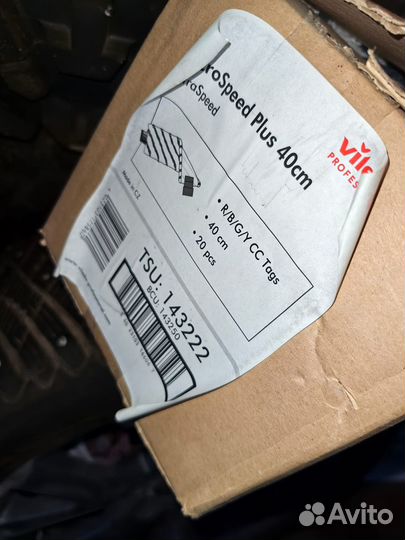 roSpeed Plus 40cm
raSpeed
vile
PROFES
Made in CZ
• R/B/G/Y CC Tags
• 40 cm
• 20 pcs
TSU: 143222
BCU: 143250
Avito